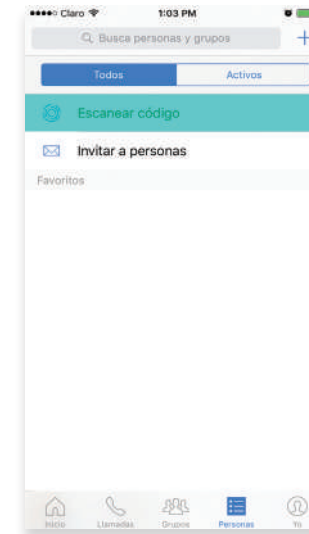 Claro 1:03 PM
Busca personas y grupos +
Todos Activos
Escanear código
Invitar a personas
Favoritos
Inicio Llamadas Grupos Personas Yo